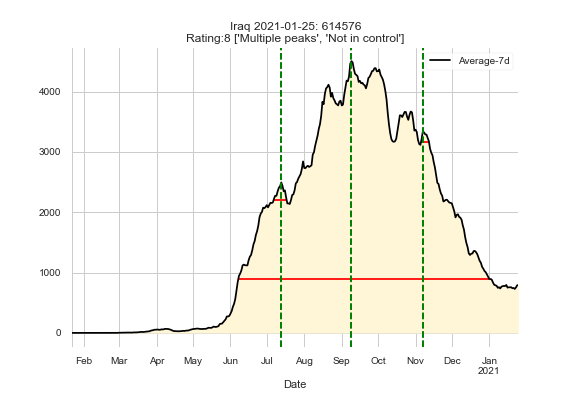 Iraq 2021-01-25: 614576
Rating:8 ['Multiple peaks', 'Not in control']
Average-7d
4000
3000
2000
1000
0
Feb Mar Apr May Jun Jul Aug Sep Oct Nov Dec Jan
2021
Date